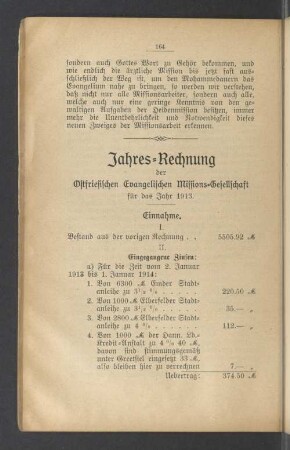 164
sondern auch Gottes Wort zu Gehör bekommen, und
wie endlich die ärztliche Mission bis jetzt fast aus-
schließlich der Weg ist, um den Mohammedanern das
Evangelium nahe zu bringen, so werden wir verstehen,
daß nicht nur alle Missionsarbeiter, sondern auch alle,
welche auch nur eine geringe Kenntnis von den ge-
waltigen Aufgaben der Heidenmission besitzen, immer
mehr die Unentbehrlichkeit und Notwendigkeit dieses
neuen Zweiges der Missionsarbeit erkennen.
Jahres-Rechnung
der
Ostfriesischen Evangelischen Missions-Gesellschaft
für das Jahr 1913.
Einnahme.
I.
Bestand aus der vorigen Rechnung . . 5505.92 ℳ
II.
Eingegangene Zinsen:
a) Für die Zeit vom 2. Januar
1913 bis 1. Januar 1914:
1. Von 6300 ℳ Emder Stadt-
anleihe zu 3½ % . . . . 220.50 ℳ
2. Von 1000 ℳ Elberfelder Stadt-
anleihe zu 3½ % . . . . 35.— „
3. Von 2800 ℳ Elberfelder Stadt-
anleihe zu 4 % . . . . 112.— „
4. Von 1000 ℳ der Hann. Lds.-
Kredit-Anstalt zu 4 % 40 ℳ,
davon sind stimmungsgemäß
unter Greetsiel eingesetzt 33 ℳ,
also bleiben hier zu verrechnen 7.— „
Uebertrag: 374.50 ℳ